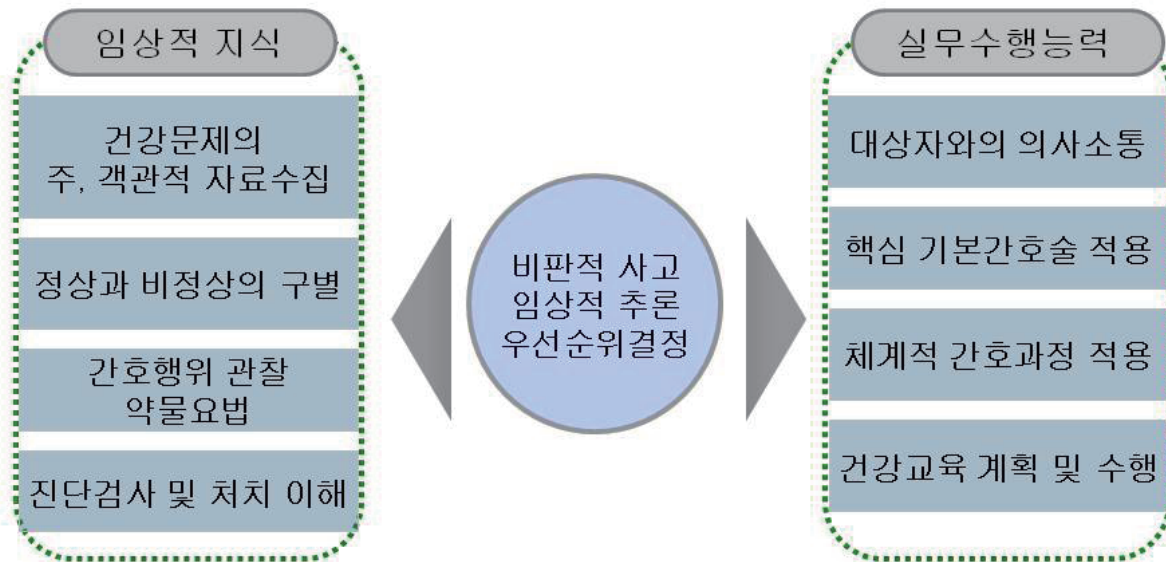 임상적 지식
건강문제의
주, 객관적 자료수집
정상과 비정상의 구별
간호행위 관찰
약물요법
진단검사 및 처치 이해
비판적 사고
임상적 추론
우선순위결정
실무수행능력
대상자와의 의사소통
핵심 기본간호술 적용
체계적 간호과정 적용
건강교육 계획 및 수행